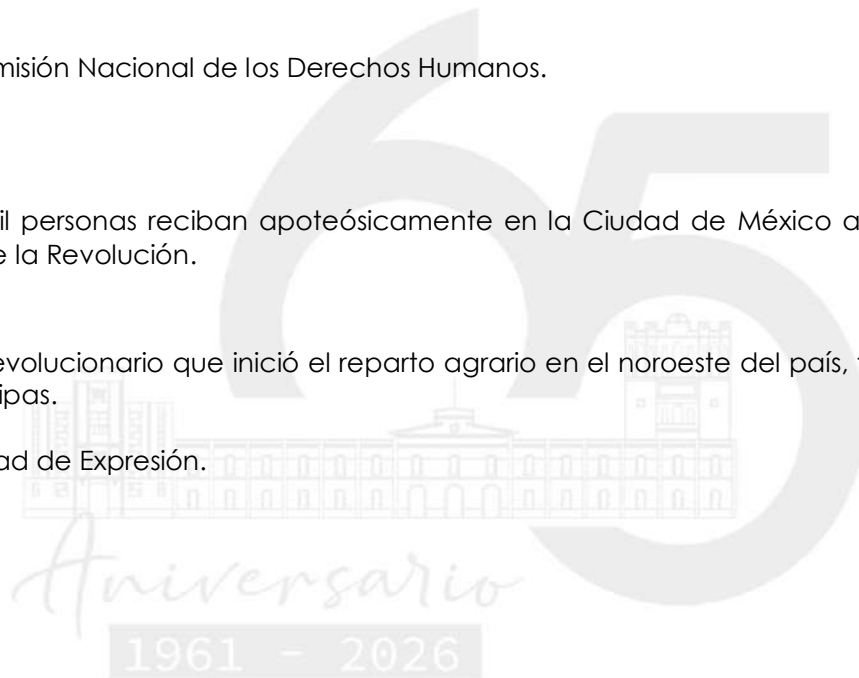 misión Nacional de los Derechos Humanos.
il personas reciban apoteósicamente en la Ciudad de México a
e la Revolución.
evolucionario que inició el reparto agrario en el noroeste del país,
ipas.
ad de Expresión.
65
Aniversario
1961 - 2026